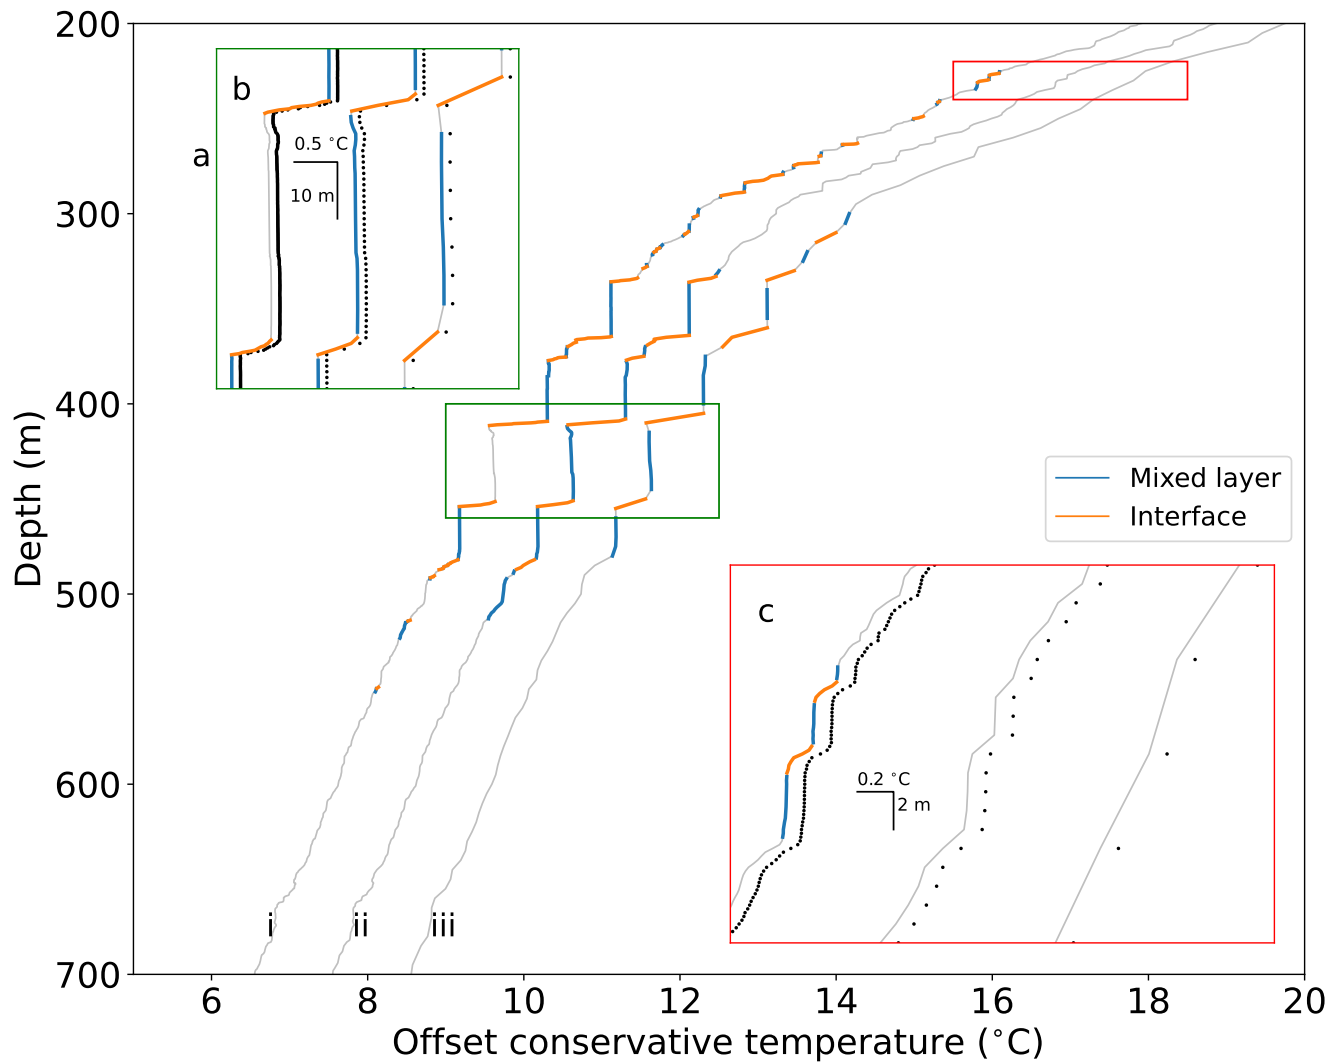 200
300
400
500
600
700
Depth (m)
a
b
0.5 °C
10 m
Mixed layer
Interface
c
0.2 °C
2 m
i
ii
iii
6
8
10
12
14
16
18
20
Offset conservative temperature (°C)